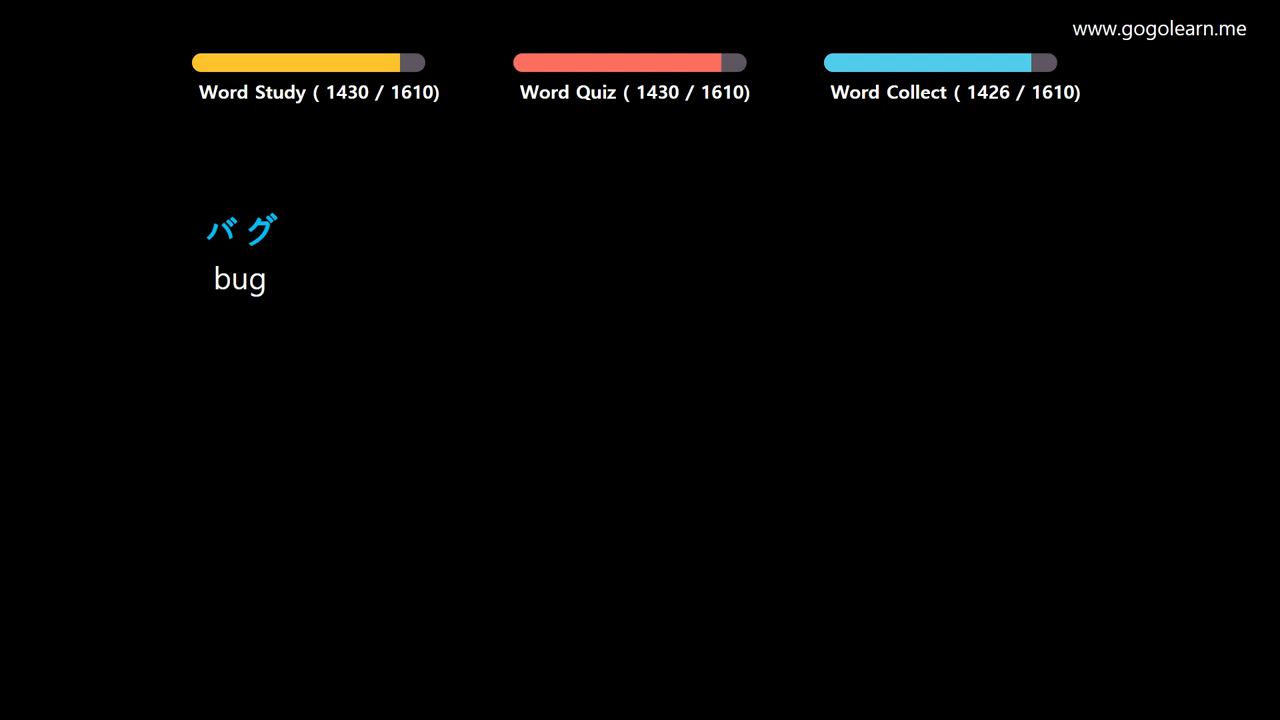 www.gogolearn.me
Word Study ( 1430 / 1610)
Word Quiz ( 1430 / 1610)
Word Collect ( 1426 / 1610)
バグ
bug